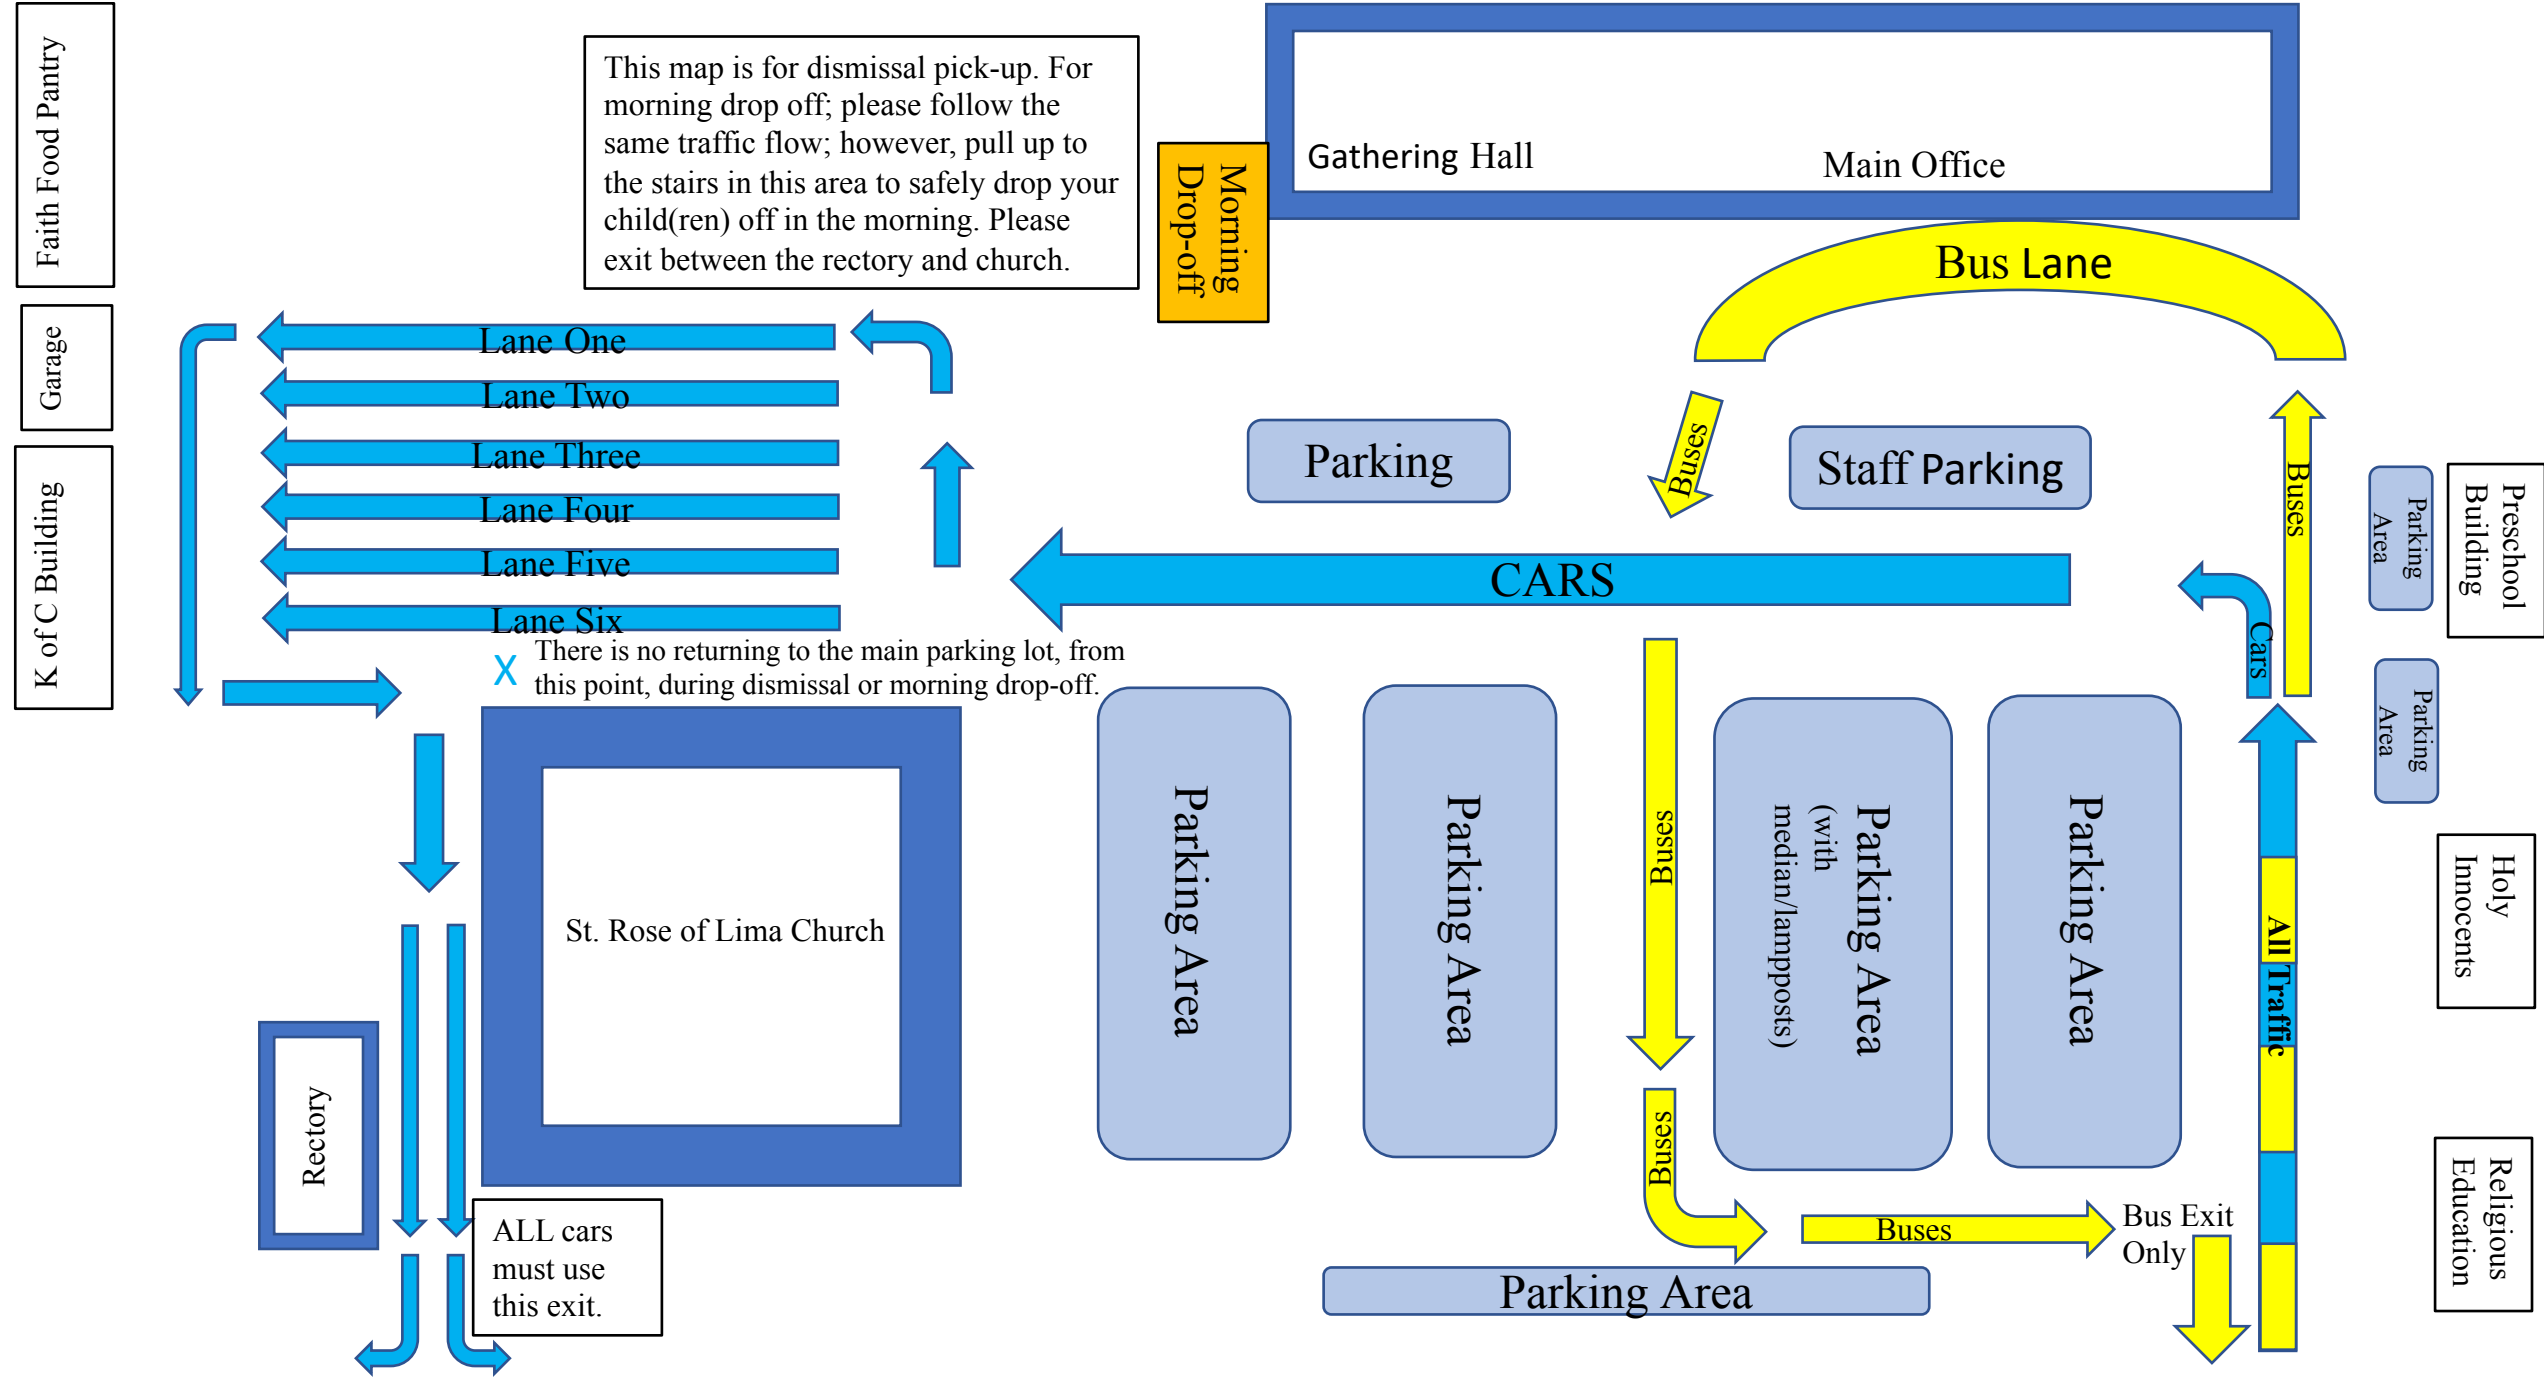 Faith Food Pantry
Garage
K of C Building
This map is for dismissal pick-up. For
morning drop off; please follow the
same traffic flow; however, pull up to
the stairs in this area to safely drop your
child(ren) off in the morning. Please
exit between the rectory and church.
Morning
Drop-off
Gathering Hall
Main Office
Bus Lane
Lane One
Lane Two
Lane Three
Lane Four
Lane Five
Lane Six
X
There is no returning to the main parking lot, from
this point, during dismissal or morning drop-off.
Parking
Buses
Staff Parking
Buses
Parking
Area
Preschool
Building
CARS
Cars
Parking
Area
St. Rose of Lima Church
Parking Area
Parking Area
Buses
Parking Area
(with
median/lampposts)
Parking Area
All Traffic
Holy
Innocents
Rectory
ALL cars
must use
this exit.
Buses
Buses
Bus Exit
Only
Parking Area
Religious
Education